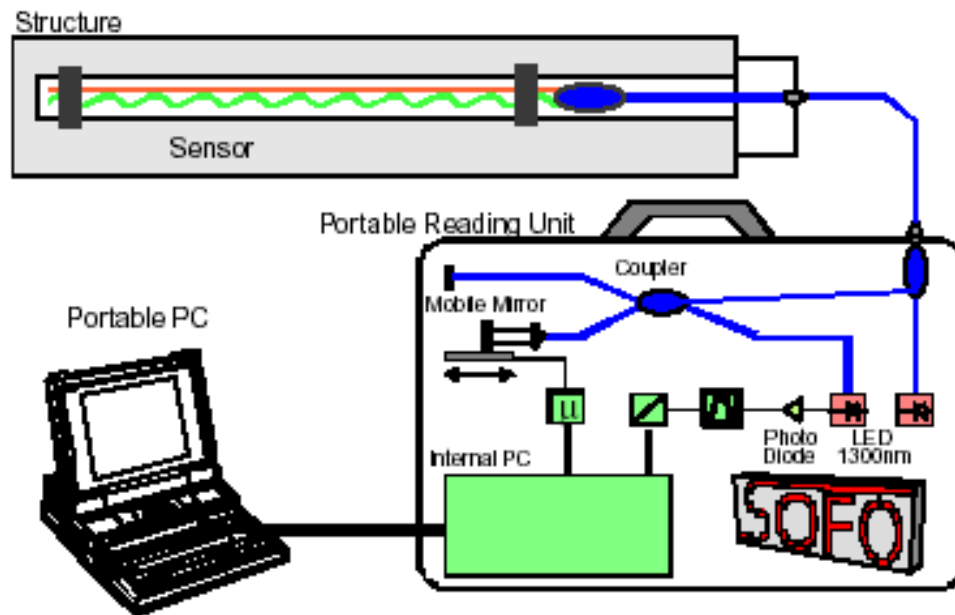 Structure
Sensor
Portable Reading Unit
Coupler
Mobile Mirror
Portable PC
μ
Photo
Diode
LED
1300nm
Internal PC
SOFO